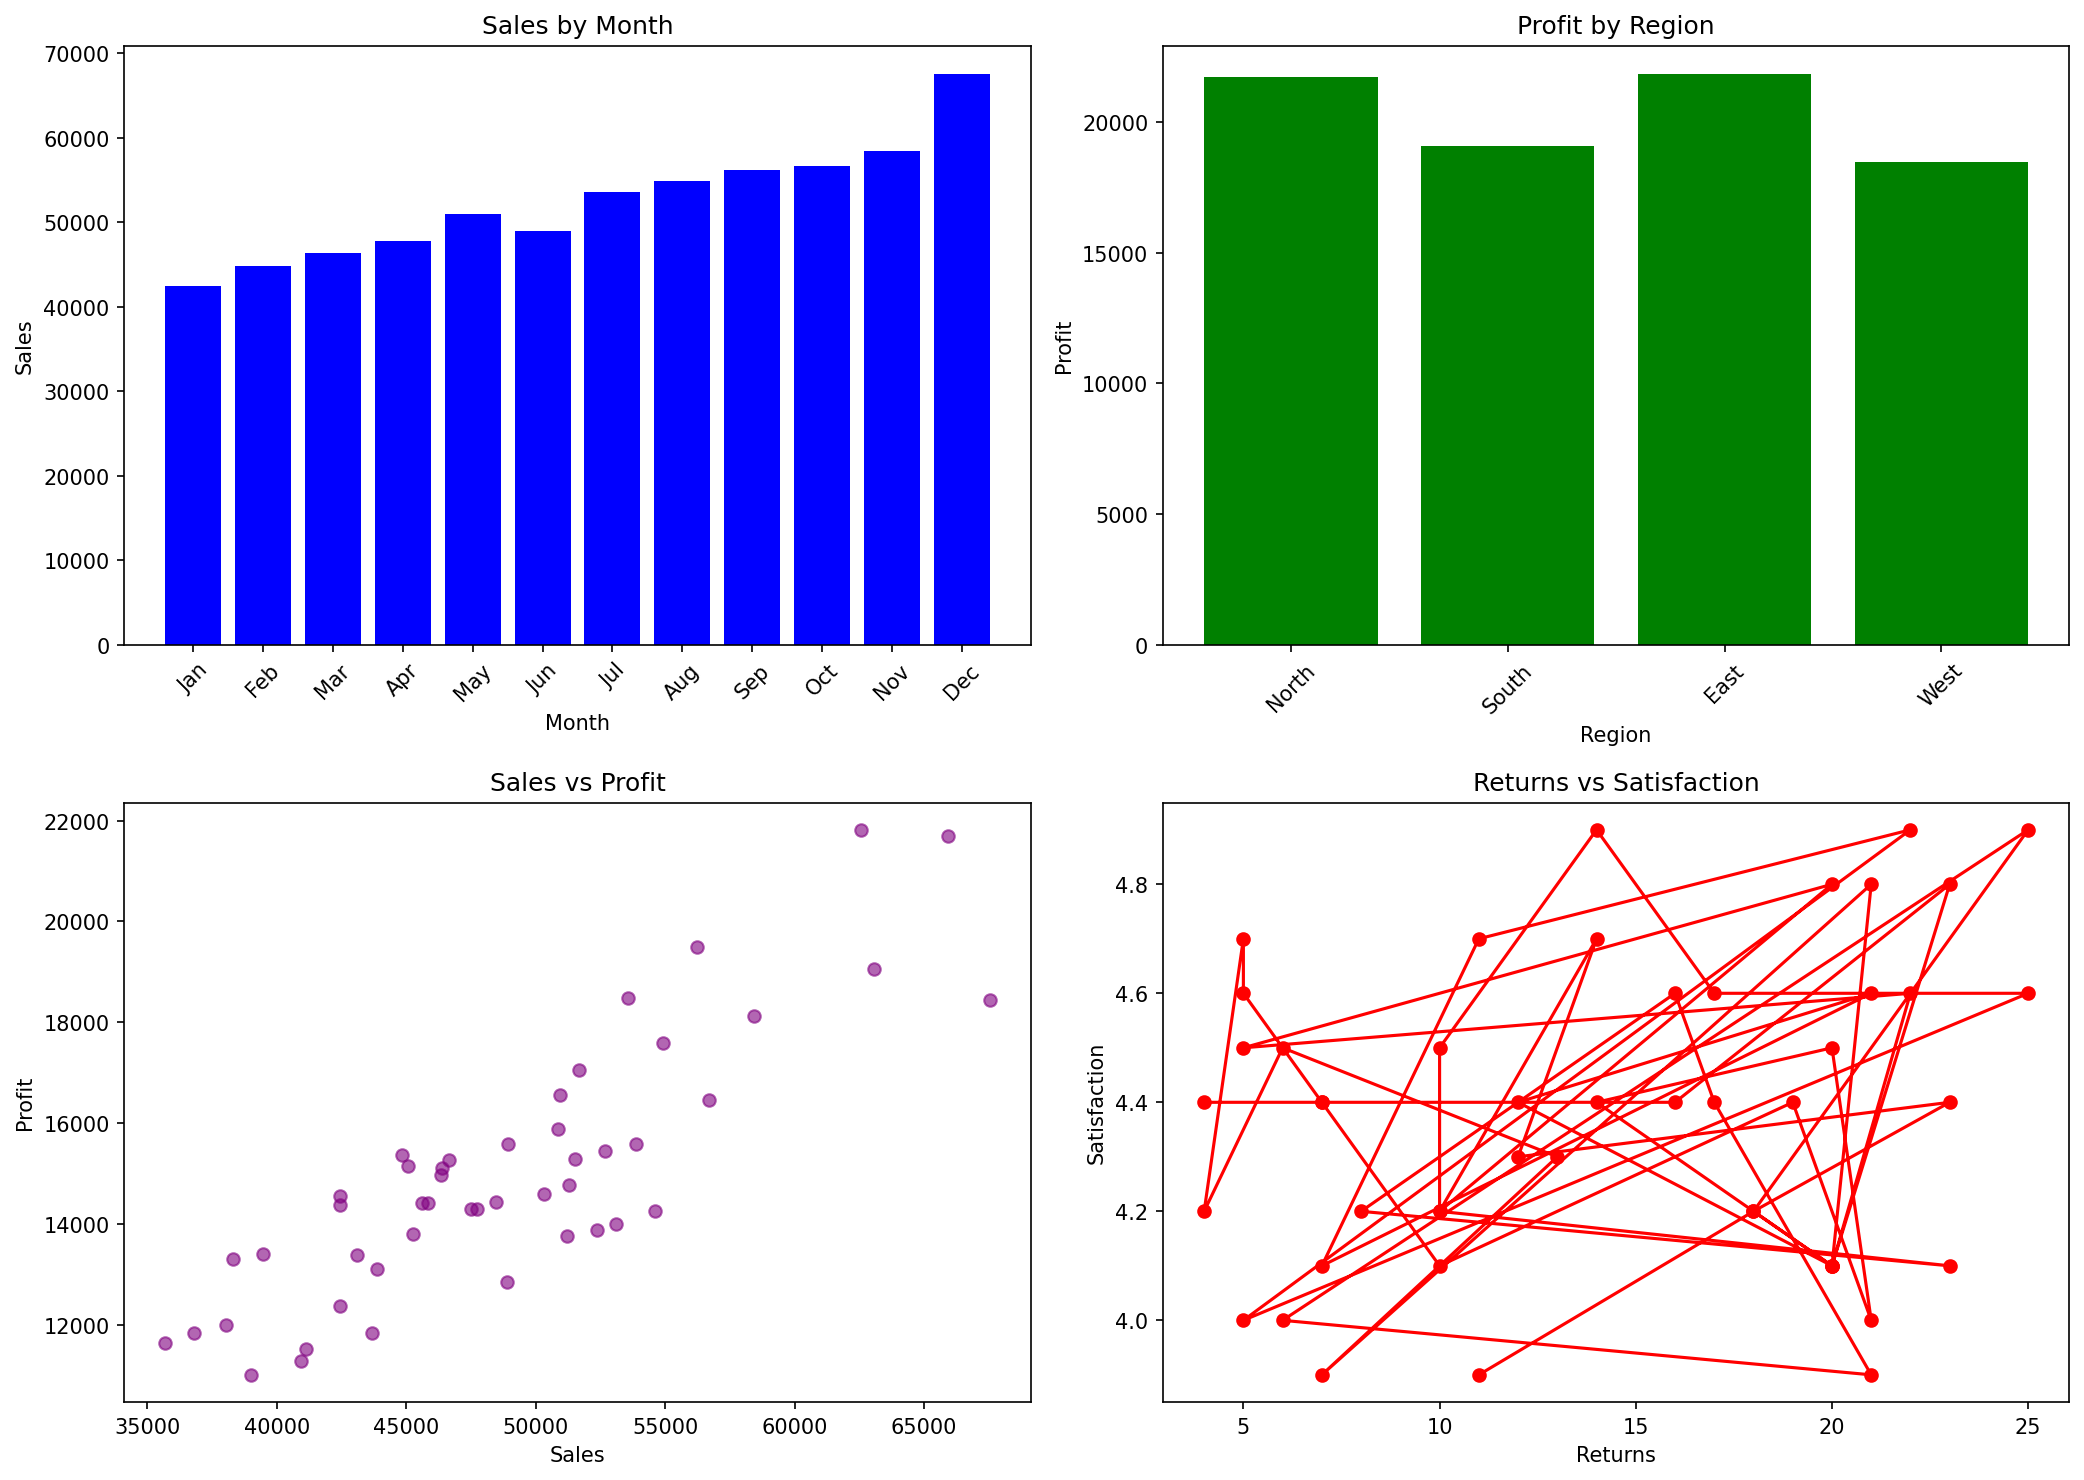 Sales by Month
70000
60000
50000
40000
30000
20000
10000
0
Sales
Jan Feb Mar Apr May Jun Jul Aug Sep Oct Nov Dec
Month
Profit by Region
20000
15000
10000
5000
0
Profit
North South East West
Region
Sales vs Profit
22000
20000
18000
16000
14000
12000
Profit
35000 40000 45000 50000 55000 60000 65000
Sales
Returns vs Satisfaction
4.8
4.6
4.4
4.2
4.0
Satisfaction
5 10 15 20 25
Returns